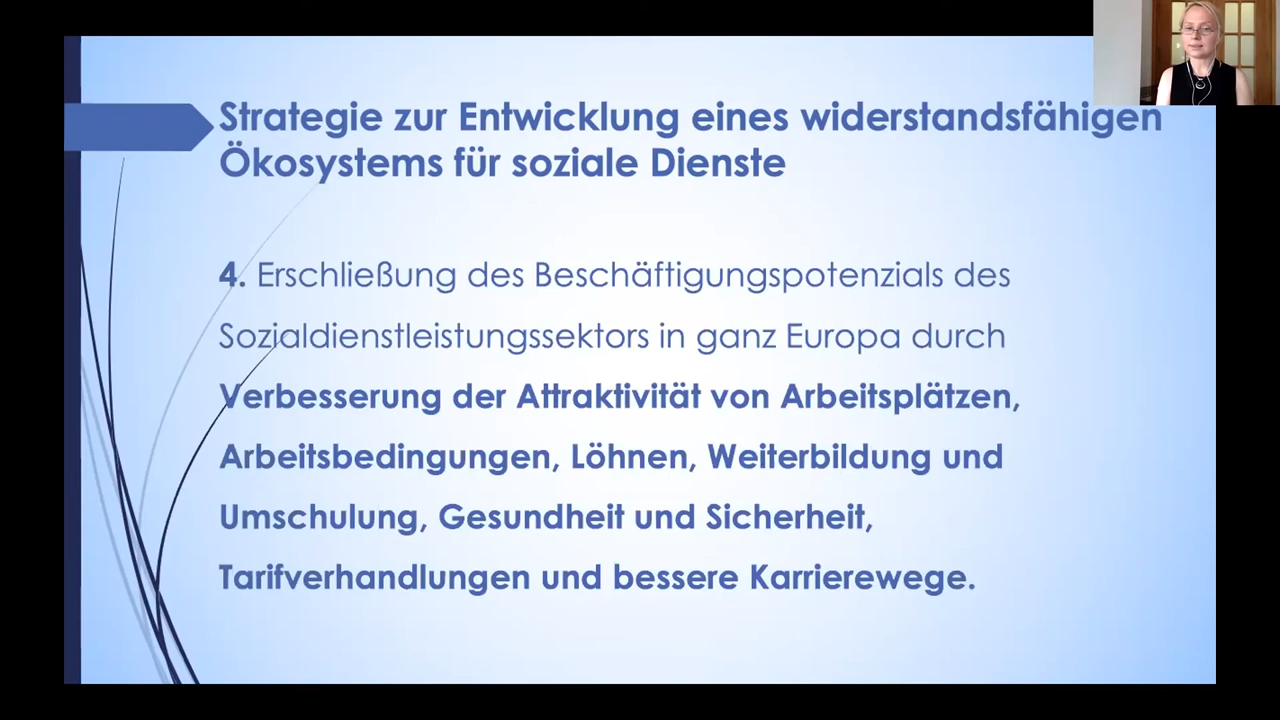 Strategie zur Entwicklung eines widerstandsfähigen
Ökosystems für soziale Dienste
4. Erschließung des Beschäftigungspotenzials des
Sozialdienstleistungssektors in ganz Europa durch
Verbesserung der Attraktivität von Arbeitsplätzen,
Arbeitsbedingungen, Löhnen, Weiterbildung und
Umschulung, Gesundheit und Sicherheit,
Tarifverhandlungen und bessere Karrierewege.